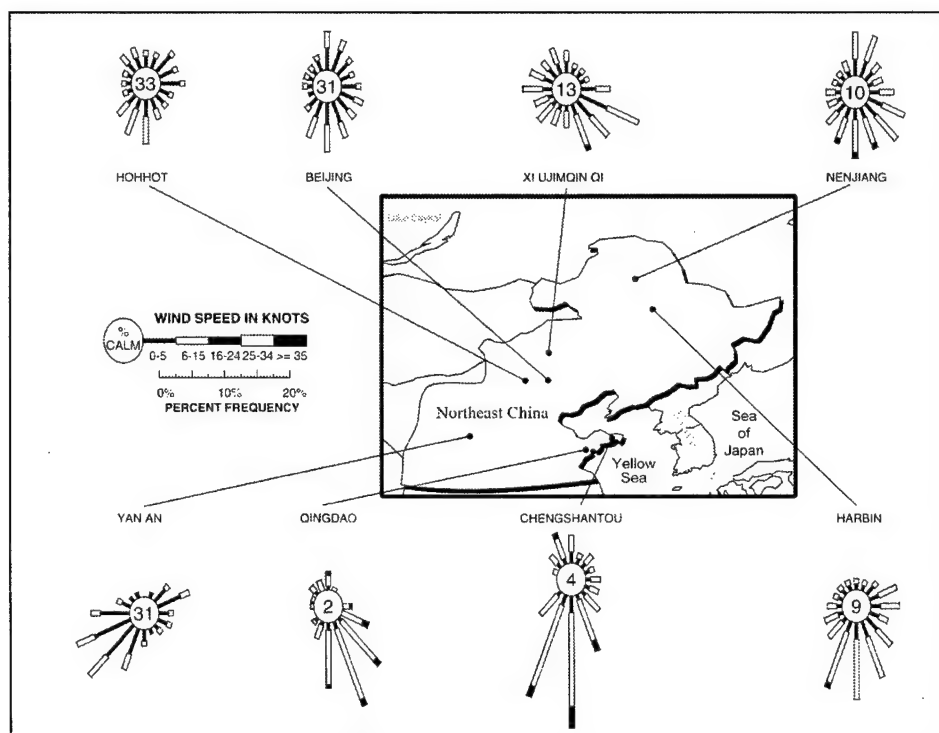 33
31
13
10
HOHHOT
BEIJING
XI UJIMQIN QI
NENJIANG
WIND SPEED IN KNOTS
% CALM
0-5 6-15 16-24 25-34 >= 35
0% 10% 20%
PERCENT FREQUENCY
Northeast China
Sea
of
Japan
Yellow
Sea
YAN AN
QINGDAO
CHENGSHANTOU
HARBIN
31
2
4
9